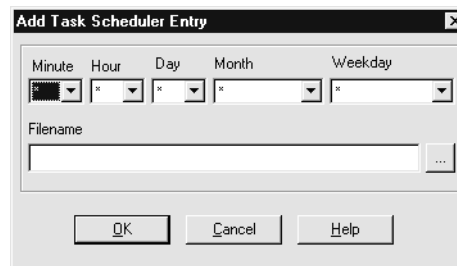 Add Task Scheduler Entry
Minute Hour Day Month Weekday
* * * * *
Filename
...
OK Cancel Help